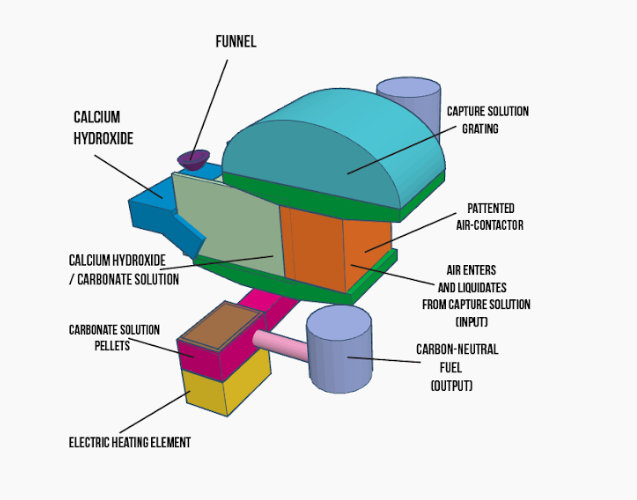 FUNNEL
CALCIUM
HYDROXIDE
CAPTURE SOLUTION
GRATING
PATTENTED
AIR-CONTACTOR
CALCIUM HYDROXIDE
/ CARBONATE SOLUTION
AIR ENTERS
AND LIQUIDATES
FROM CAPTURE SOLUTION
(INPUT)
CARBONATE SOLUTION
PELLETS
CARBON-NEUTRAL
FUEL
(OUTPUT)
ELECTRIC HEATING ELEMENT